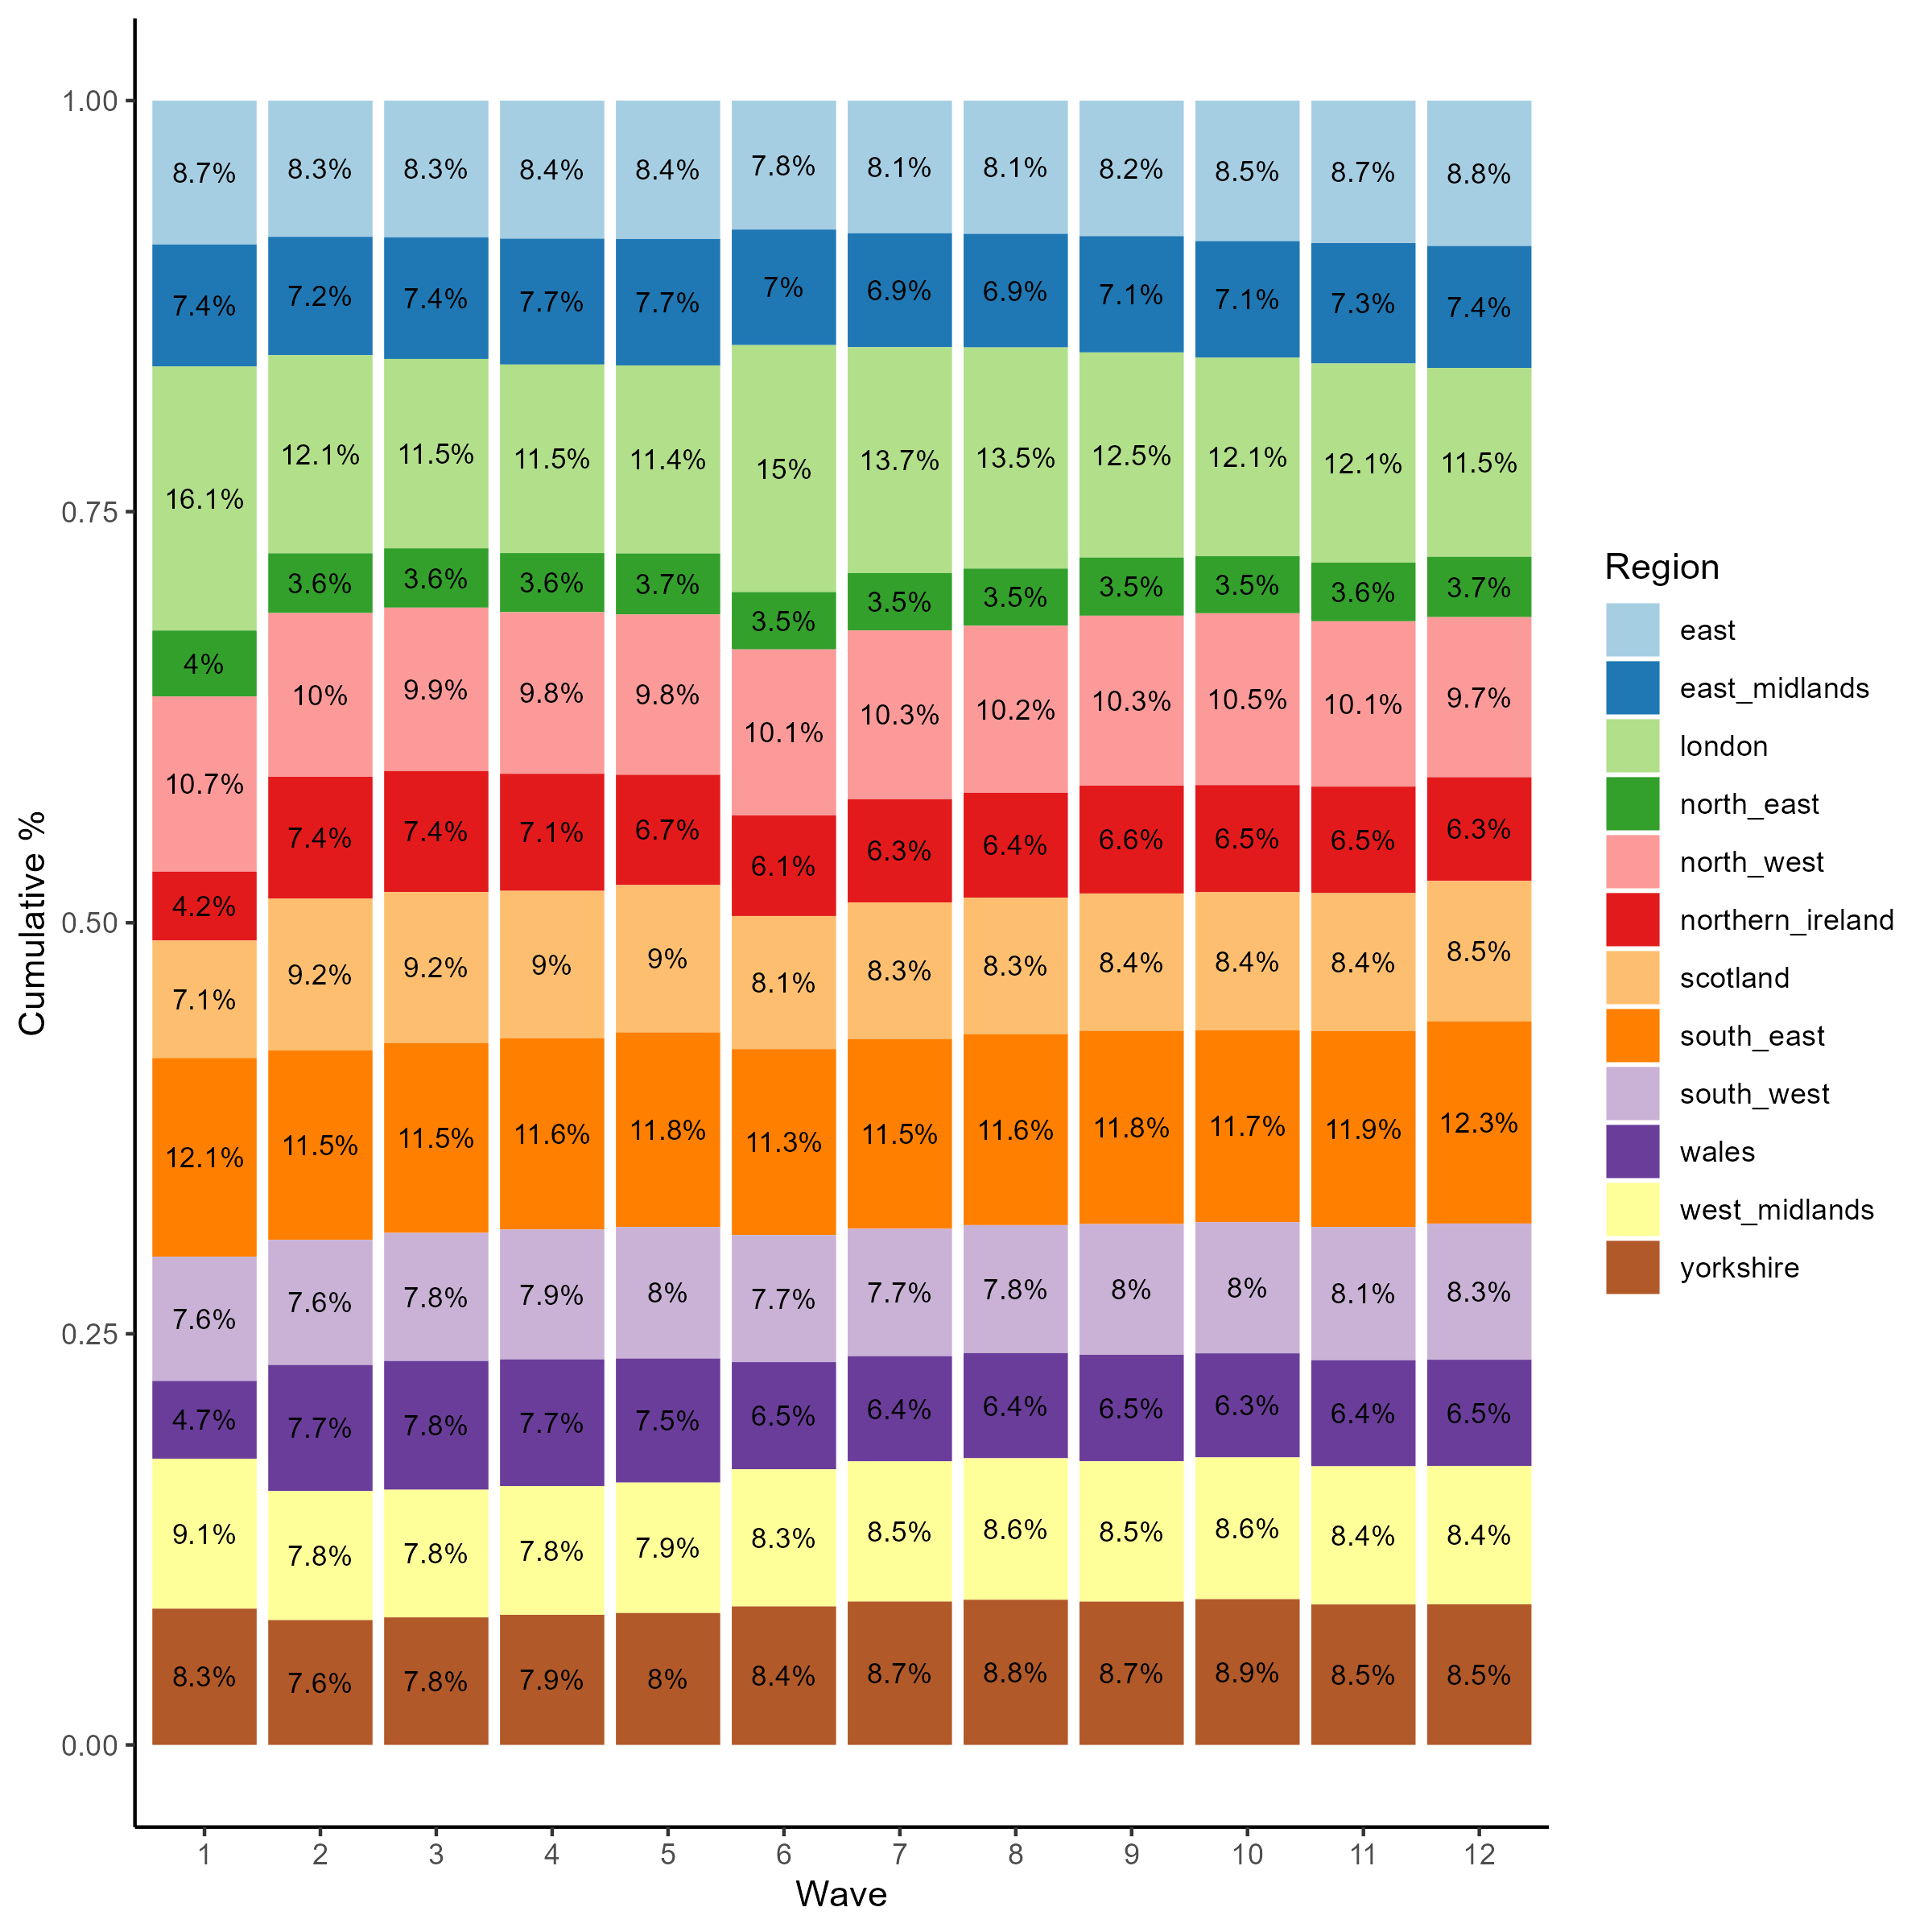 1.00
0.75
0.50
0.25
0.00
Cumulative %
8.7% 8.3% 8.3% 8.4% 8.4% 7.8% 8.1% 8.1% 8.2% 8.5% 8.7% 8.8%
7.4% 7.2% 7.4% 7.7% 7.7% 7% 6.9% 6.9% 7.1% 7.1% 7.3% 7.4%
16.1% 12.1% 11.5% 11.5% 11.4% 15% 13.7% 13.5% 12.5% 12.1% 12.1% 11.5%
4% 3.6% 3.6% 3.6% 3.7% 3.5% 3.5% 3.5% 3.5% 3.5% 3.6% 3.7%
10.7% 10% 9.9% 9.8% 9.8% 10.1% 10.3% 10.2% 10.3% 10.5% 10.1% 9.7%
4.2% 7.4% 7.4% 7.1% 6.7% 6.1% 6.3% 6.4% 6.6% 6.5% 6.5% 6.3%
7.1% 9.2% 9.2% 9% 9% 8.1% 8.3% 8.3% 8.4% 8.4% 8.4% 8.5%
12.1% 11.5% 11.5% 11.6% 11.8% 11.3% 11.5% 11.6% 11.8% 11.7% 11.9% 12.3%
7.6% 7.6% 7.8% 7.9% 8% 7.7% 7.7% 7.8% 8% 8% 8.1% 8.3%
4.7% 7.7% 7.8% 7.7% 7.5% 6.5% 6.4% 6.4% 6.5% 6.3% 6.4% 6.5%
9.1% 7.8% 7.8% 7.8% 7.9% 8.3% 8.5% 8.6% 8.5% 8.6% 8.4% 8.4%
8.3% 7.6% 7.8% 7.9% 8% 8.4% 8.7% 8.8% 8.7% 8.9% 8.5% 8.5%
1 2 3 4 5 6 7 8 9 10 11 12
Wave
Region
east
east_midlands
london
north_east
north_west
northern_ireland
scotland
south_east
south_west
wales
west_midlands
yorkshire